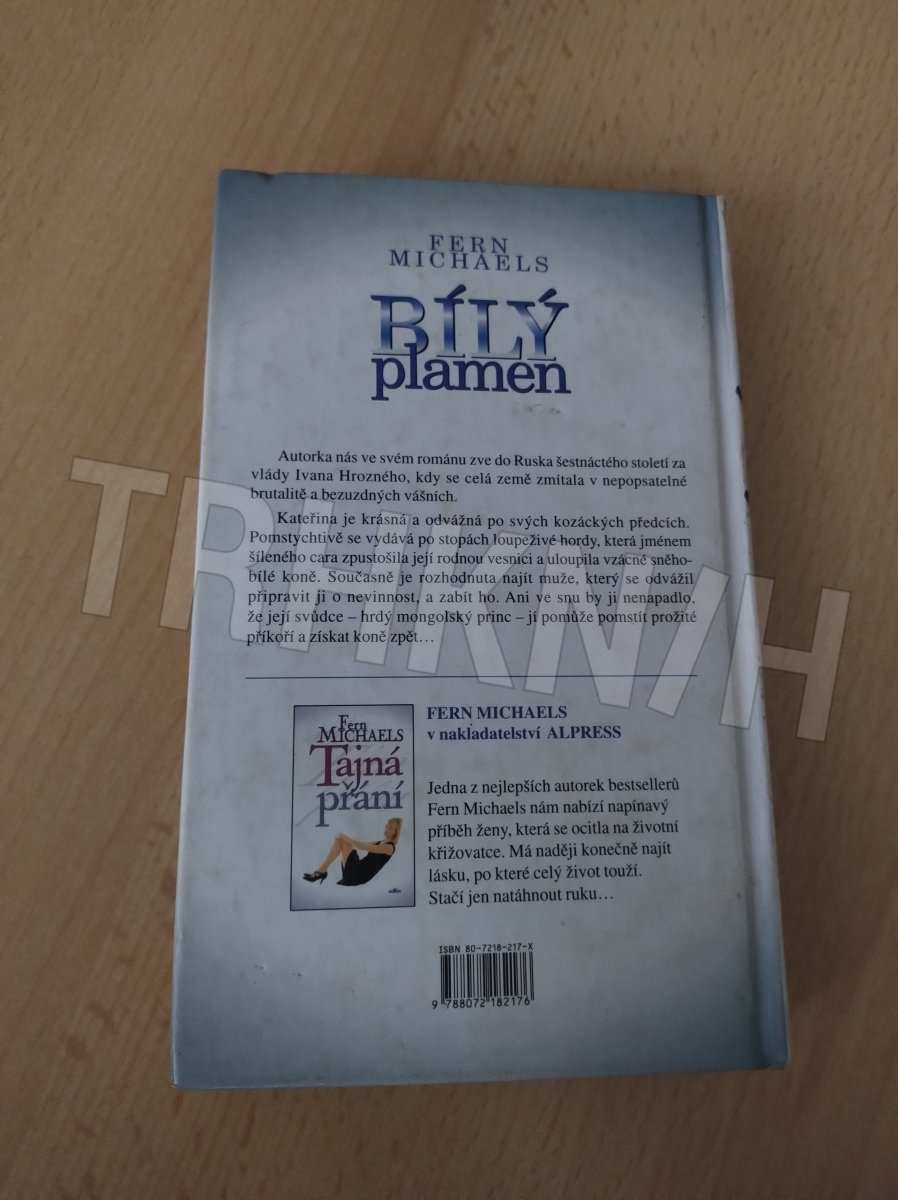 FERN
MICHAELS
BÍLÝ
plamen
Autorka nás ve svém románu zve do Ruska šestnáctého století za
vlády Ivana Hrozného, kdy se celá země zmítala v nepopsatelné
brutalitě a bezuzdných vášních.
Kateřina je krásná a odvážná po svých kozáckých předcích.
Pomstychtivě se vydává po stopách loupeživé hordy, která jménem
šíleného cara zpustošila její rodnou vesnici a uloupila vzácné sněho-
bílé koně. Současně je rozhodnuta najít muže, který se odvážil
připravit ji o nevinnost, a zabít ho. Ani ve snu by ji nenapadlo,
že její svůdce – hrdý mongolský princ – jí pomůže pomstít prožité
příkoří a získat koně zpět…
TRHKNIH
Fern
MICHAELS
Tajná
přání
FERN MICHAELS
v nakladatelství ALPRESS
Jedna z nejlepších autorek bestsellerů
Fern Michaels nám nabízí napínavý
příběh ženy, která se ocitla na životní
křižovatce. Má naději konečně najít
lásku, po které celý život touží.
Stačí jen natáhnout ruku…
ISBN 80-7218-217-X
9 788072 182176